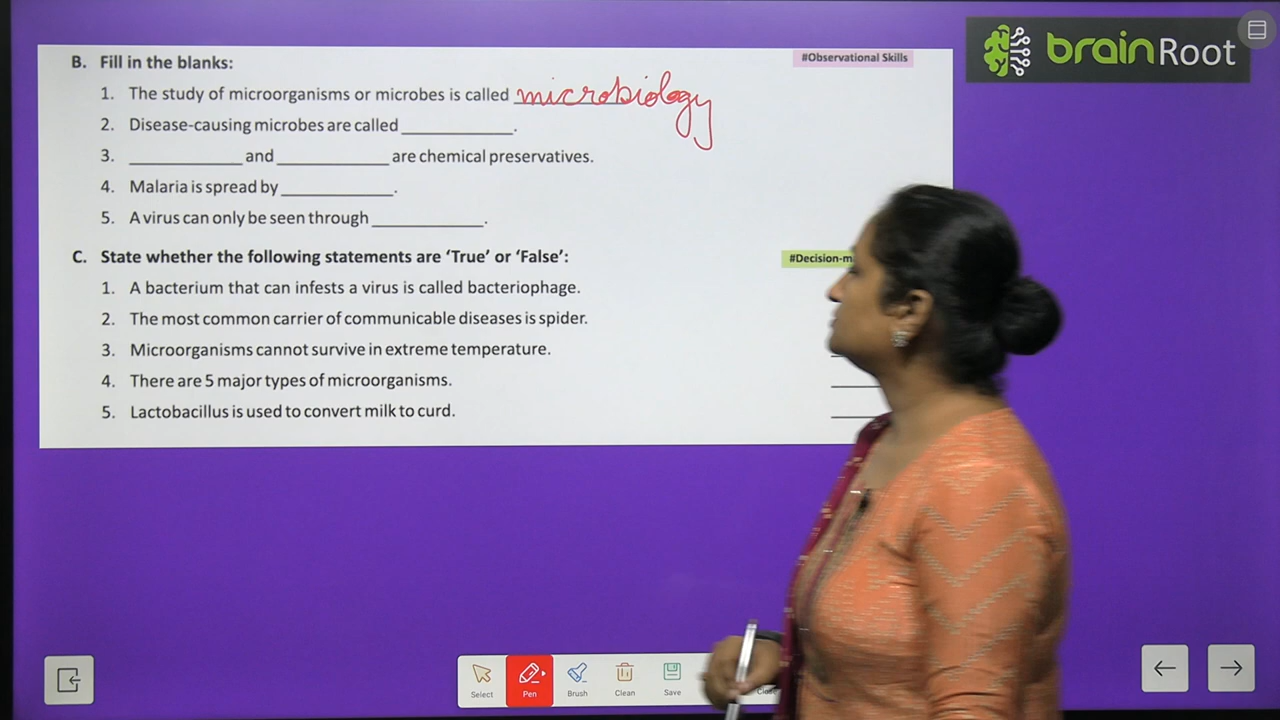 brainRoot
B. Fill in the blanks:
#Observational Skills
1. The study of microorganisms or microbes is called microbiology
2. Disease-causing microbes are called ____________.
3. ____________ and ____________ are chemical preservatives.
4. Malaria is spread by ____________.
5. A virus can only be seen through ____________.
C. State whether the following statements are ‘True’ or ‘False’:
#Decision-m
1. A bacterium that can infests a virus is called bacteriophage.
2. The most common carrier of communicable diseases is spider.
3. Microorganisms cannot survive in extreme temperature.
4. There are 5 major types of microorganisms.
5. Lactobacillus is used to convert milk to curd.
Select Pen Brush Clean Save Close